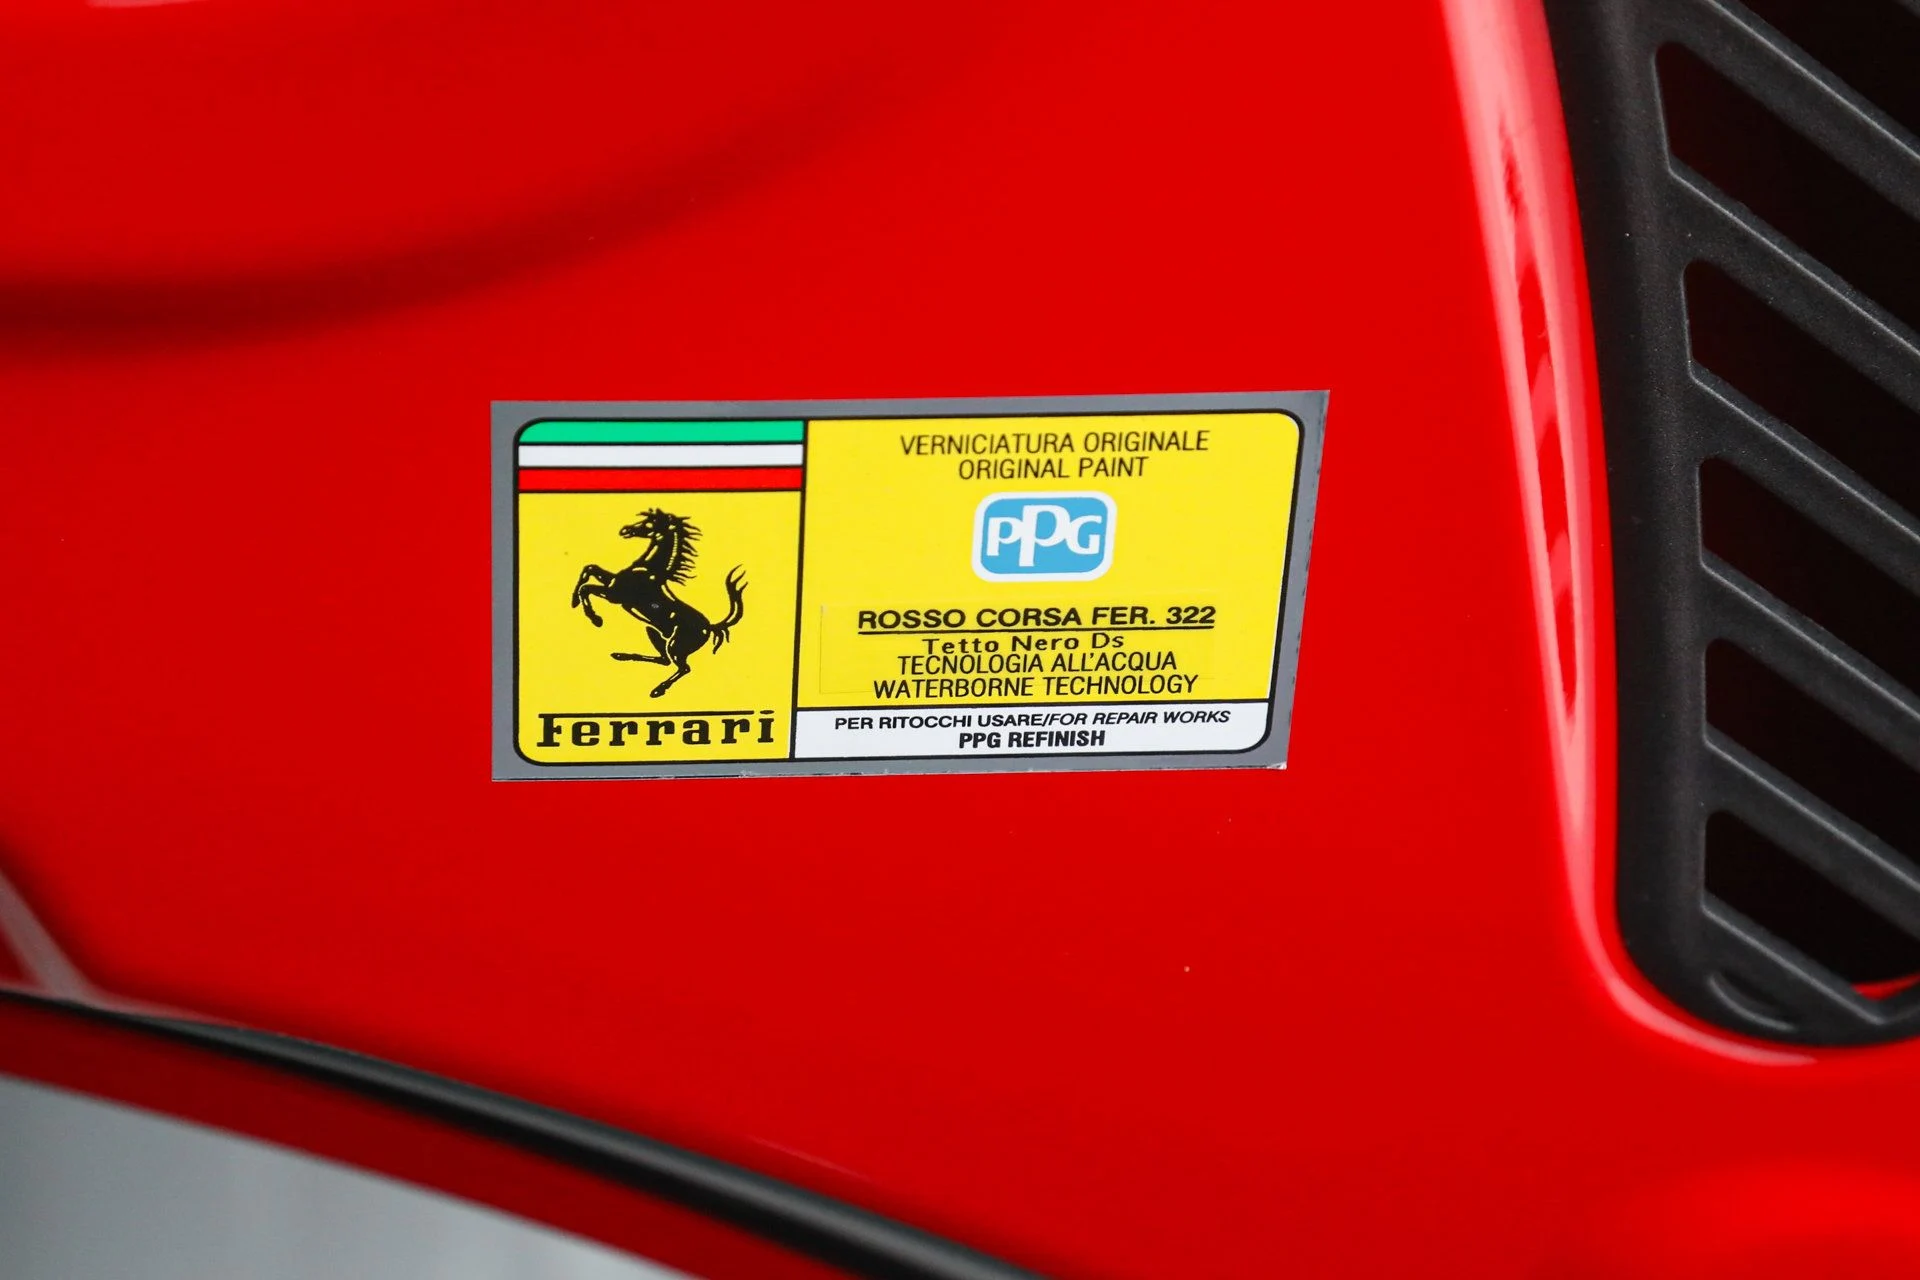 Ferrari
VERNICIATURA ORIGINALE
ORIGINAL PAINT
PPG
ROSSO CORSA FER. 322
Tetto Nero Ds
TECNOLOGIA ALL'ACQUA
WATERBORNE TECHNOLOGY
PER RITOCCHI USARE/FOR REPAIR WORKS
PPG REFINISH